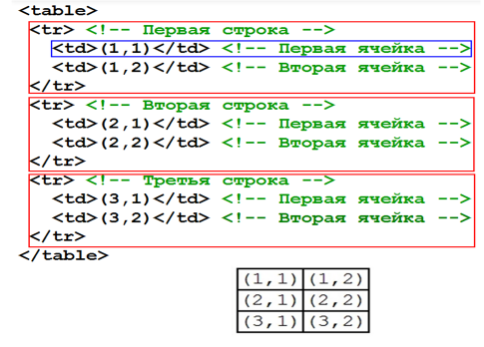 <table>
<tr> <!-- Первая строка -->
<td>(1,1)</td> <!-- Первая ячейка -->
<td>(1,2)</td> <!-- Вторая ячейка -->
</tr>
<tr> <!-- Вторая строка -->
<td>(2,1)</td> <!-- Первая ячейка -->
<td>(2,2)</td> <!-- Вторая ячейка -->
</tr>
<tr> <!-- Третья строка -->
<td>(3,1)</td> <!-- Первая ячейка -->
<td>(3,2)</td> <!-- Вторая ячейка -->
</tr>
</table>
(1,1) (1,2)
(2,1) (2,2)
(3,1) (3,2)